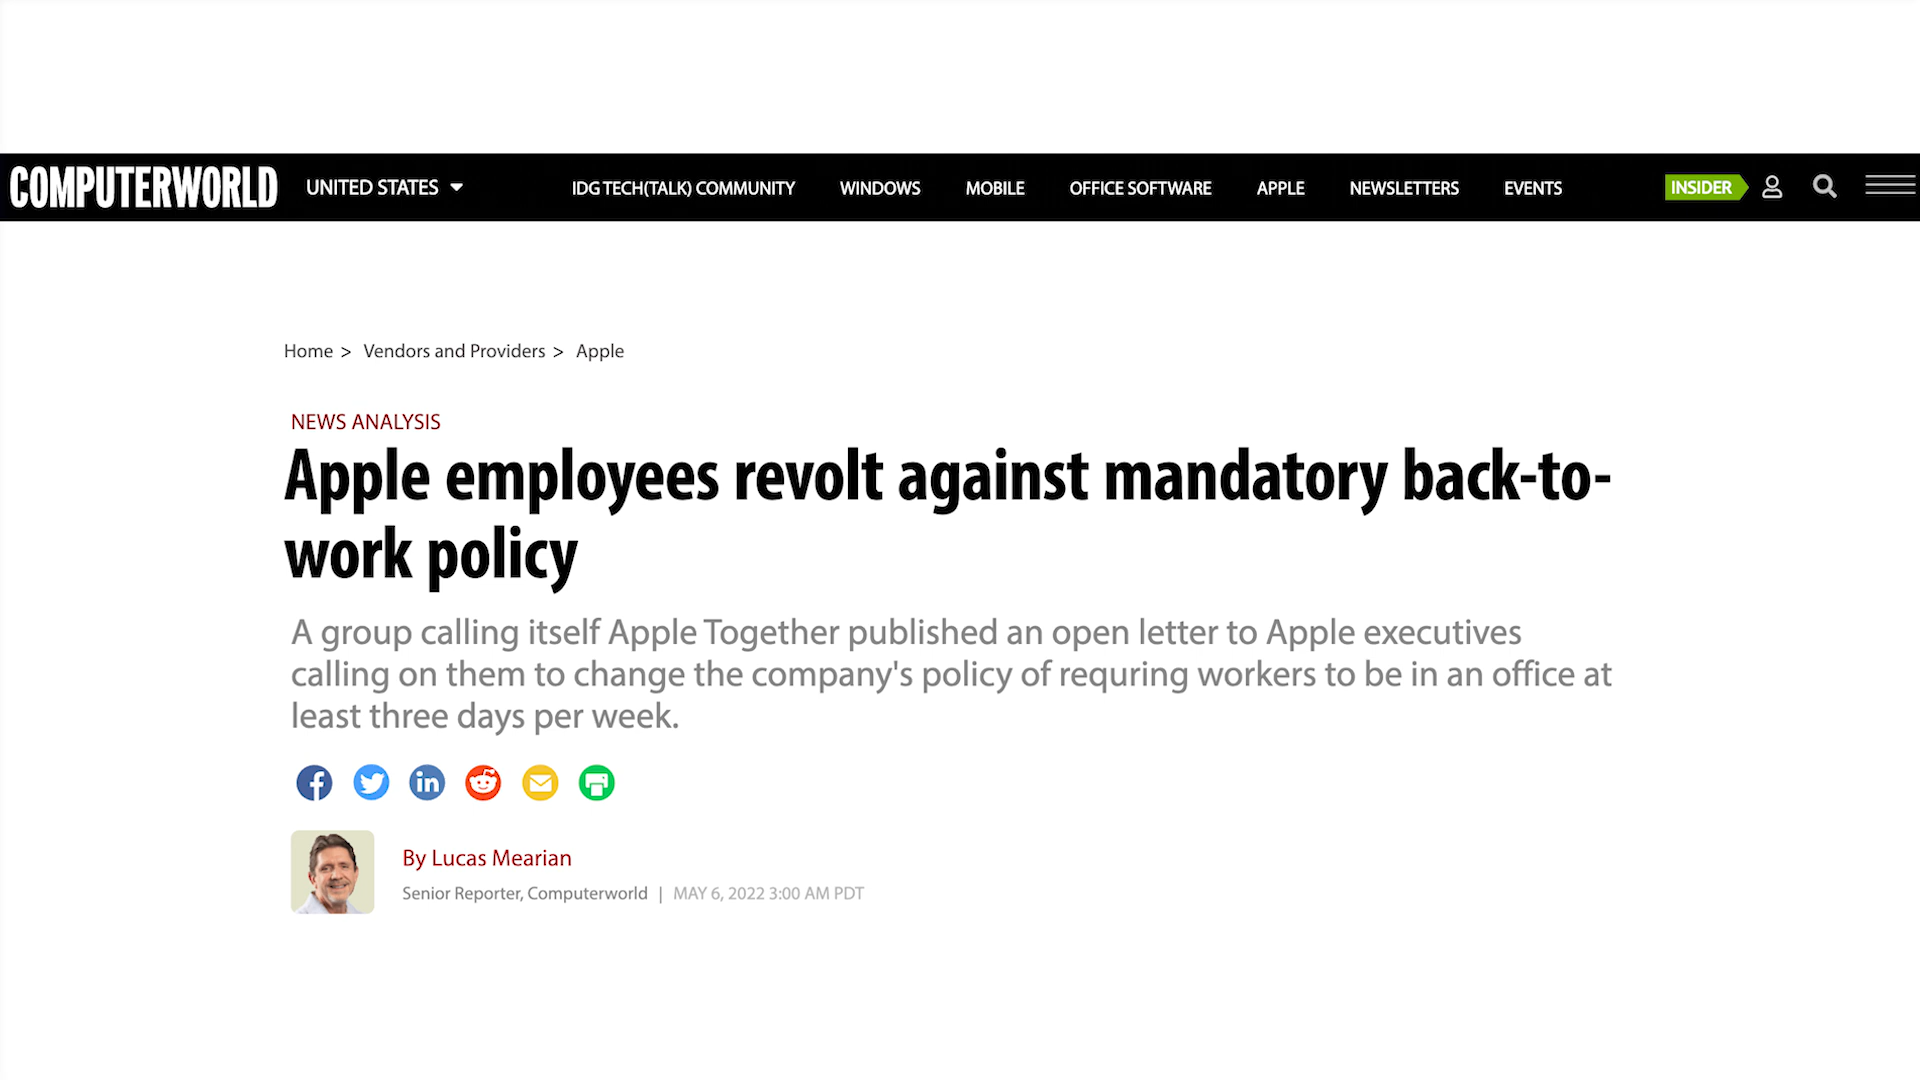 COMPUTERWORLD UNITED STATES IDG TECH(TALK) COMMUNITY WINDOWS MOBILE OFFICE SOFTWARE APPLE NEWSLETTERS EVENTS INSIDER
Home > Vendors and Providers > Apple
NEWS ANALYSIS
Apple employees revolt against mandatory back-to-
work policy
A group calling itself Apple Together published an open letter to Apple executives
calling on them to change the company's policy of requring workers to be in an office at
least three days per week.
By Lucas Mearian
Senior Reporter, Computerworld | MAY 6, 2022 3:00 AM PDT